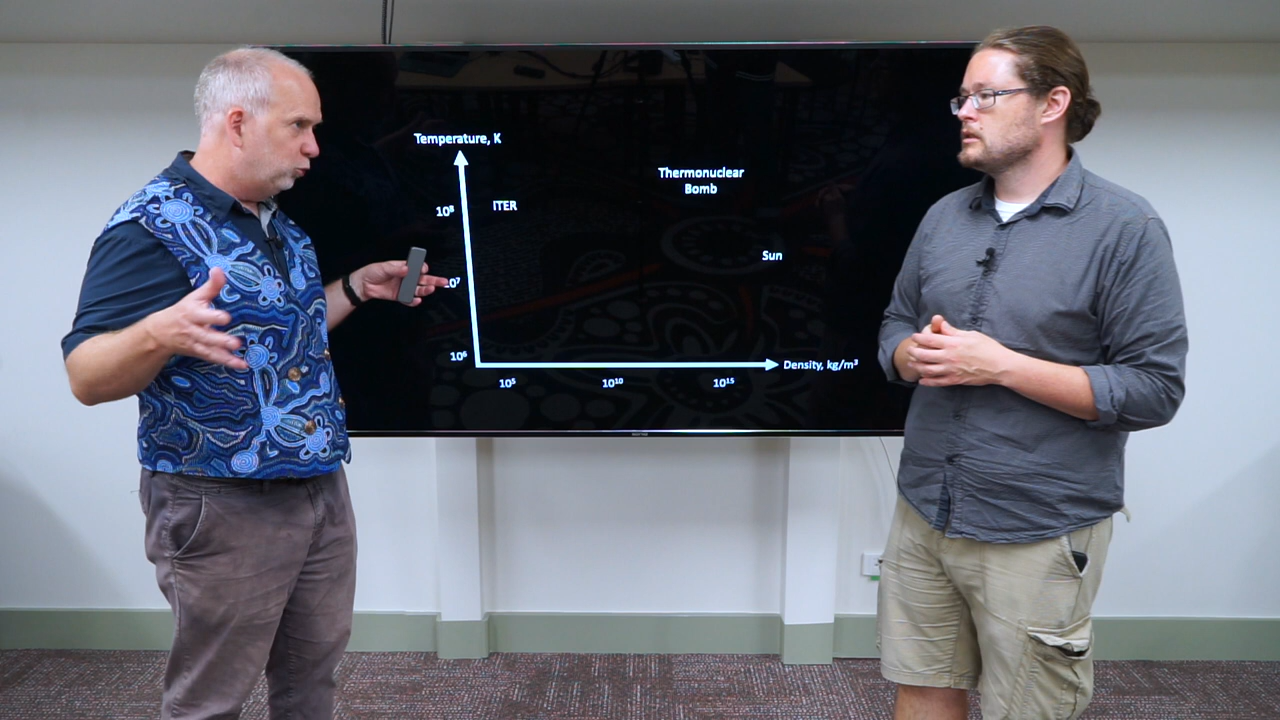 Temperature, K
Thermonuclear
Bomb
10⁸
ITER
Sun
10⁷
10⁶
Density, kg/m³
10⁵
10¹⁰
10¹⁵